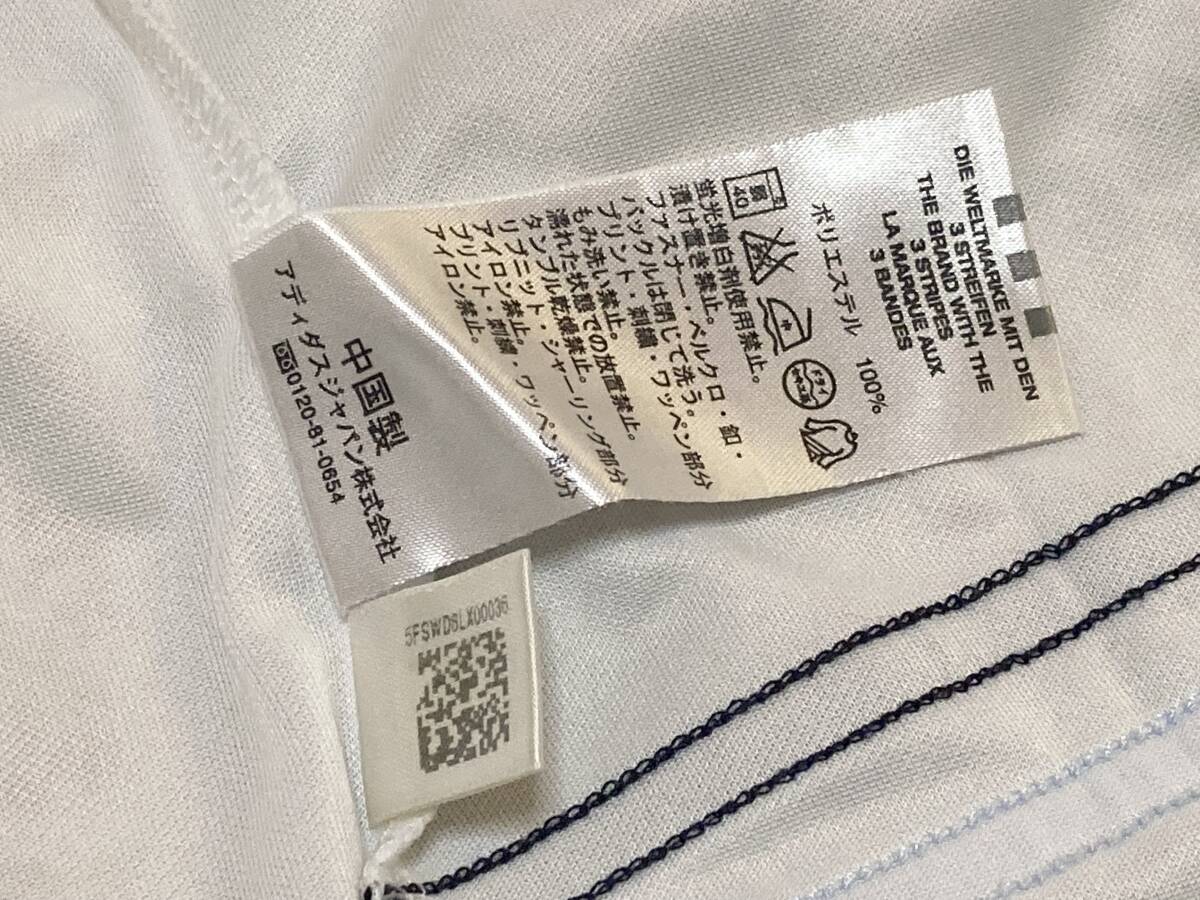 DIE WELTMARKE MIT DEN
3 STREIFEN
THE BRAND WITH THE
3 STRIPES
LA MARQUE AUX
3 BANDES
ポリエステル 100%
弱
40
ドライ
蛍光増白剤使用禁止。
漬け置き禁止。
ファスナー・ベルクロ・釦・
バックルは閉じて洗う。
プリント・刺繍・ワッペン部分
もみ洗い禁止。
濡れた状態での放置禁止。
タンブル乾燥禁止。
リブニット・シャーリング部分
アイロン禁止。
プリント・刺繍・ワッペン部分
アイロン禁止。
中国製
アディダスジャパン株式会社
0120-81-0654
5FSWD6LX00036